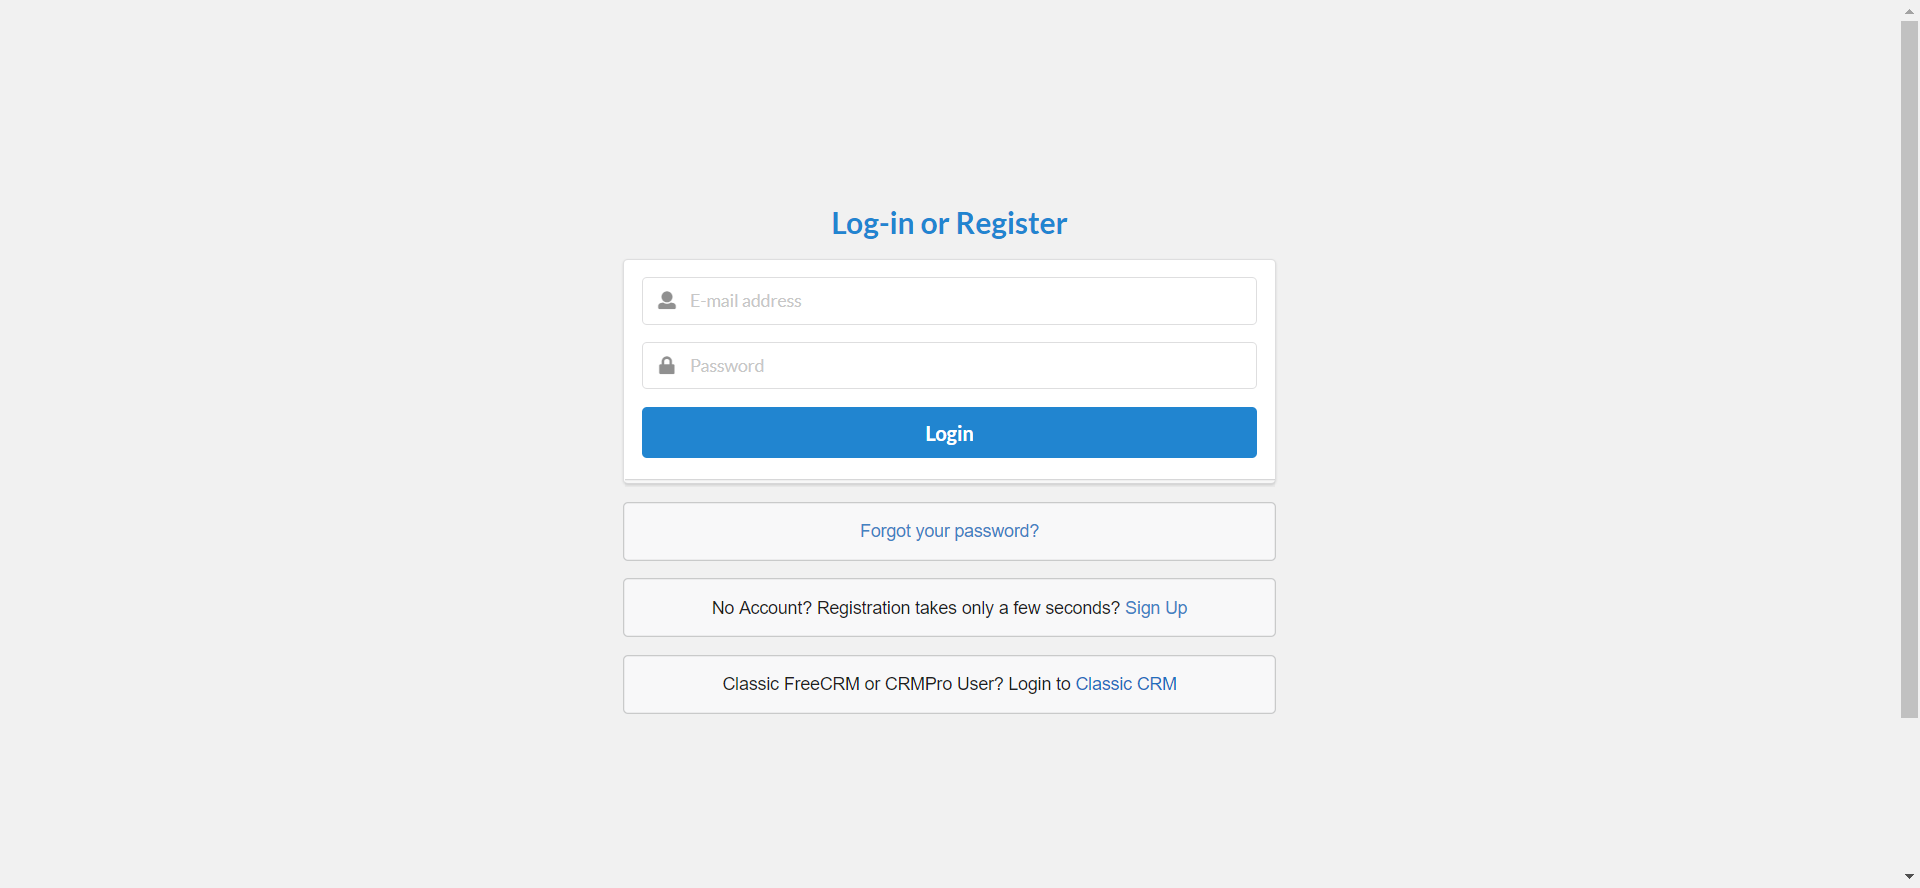 Log-in or Register
E-mail address
Password
Login
Forgot your password?
No Account? Registration takes only a few seconds? Sign Up
Classic FreeCRM or CRMPro User? Login to Classic CRM